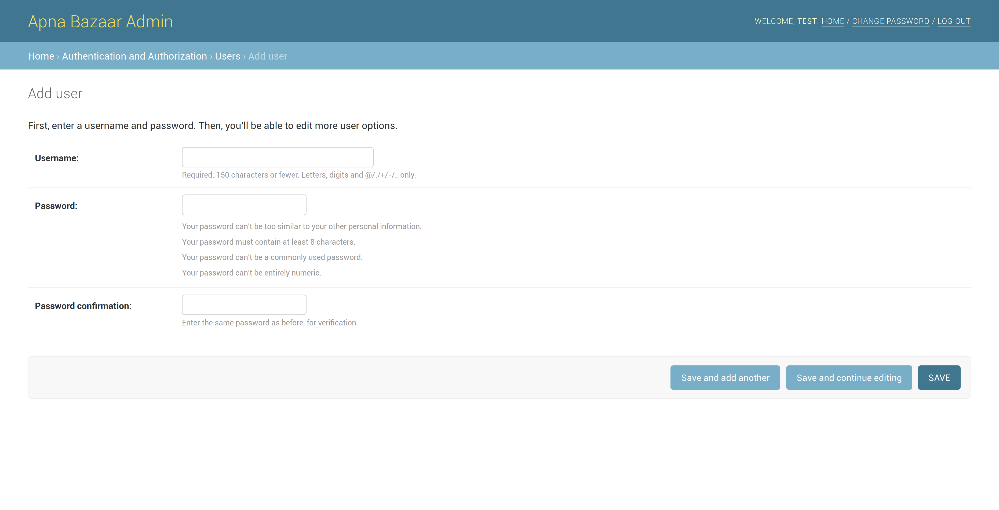 Apna Bazaar Admin
WELCOME, TEST. HOME / CHANGE PASSWORD / LOG OUT
Home › Authentication and Authorization › Users › Add user
Add user
First, enter a username and password. Then, you'll be able to edit more user options.
Username:
Required. 150 characters or fewer. Letters, digits and @/./+/-/_ only.
Password:
Your password can't be too similar to your other personal information.
Your password must contain at least 8 characters.
Your password can't be a commonly used password.
Your password can't be entirely numeric.
Password confirmation:
Enter the same password as before, for verification.
Save and add another
Save and continue editing
SAVE